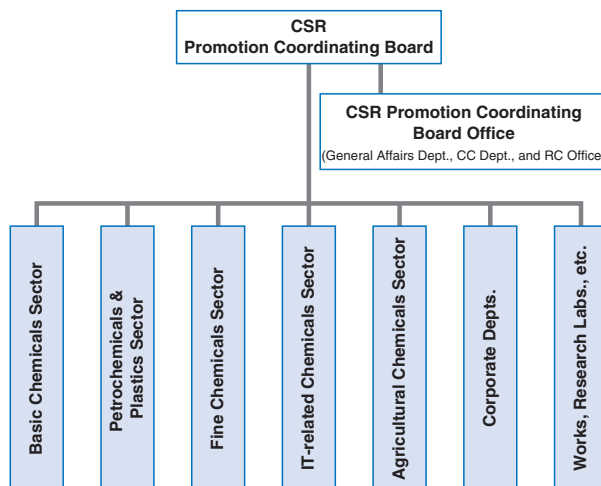 CSR
Promotion Coordinating Board
CSR Promotion Coordinating
Board Office
(General Affairs Dept., CC Dept., and RC Office
Basic Chemicals Sector
Petrochemicals &
Plastics Sector
Fine Chemicals Sector
IT-related Chemicals Sector
Agricultural Chemicals Sector
Corporate Depts.
Works, Research Labs., etc.